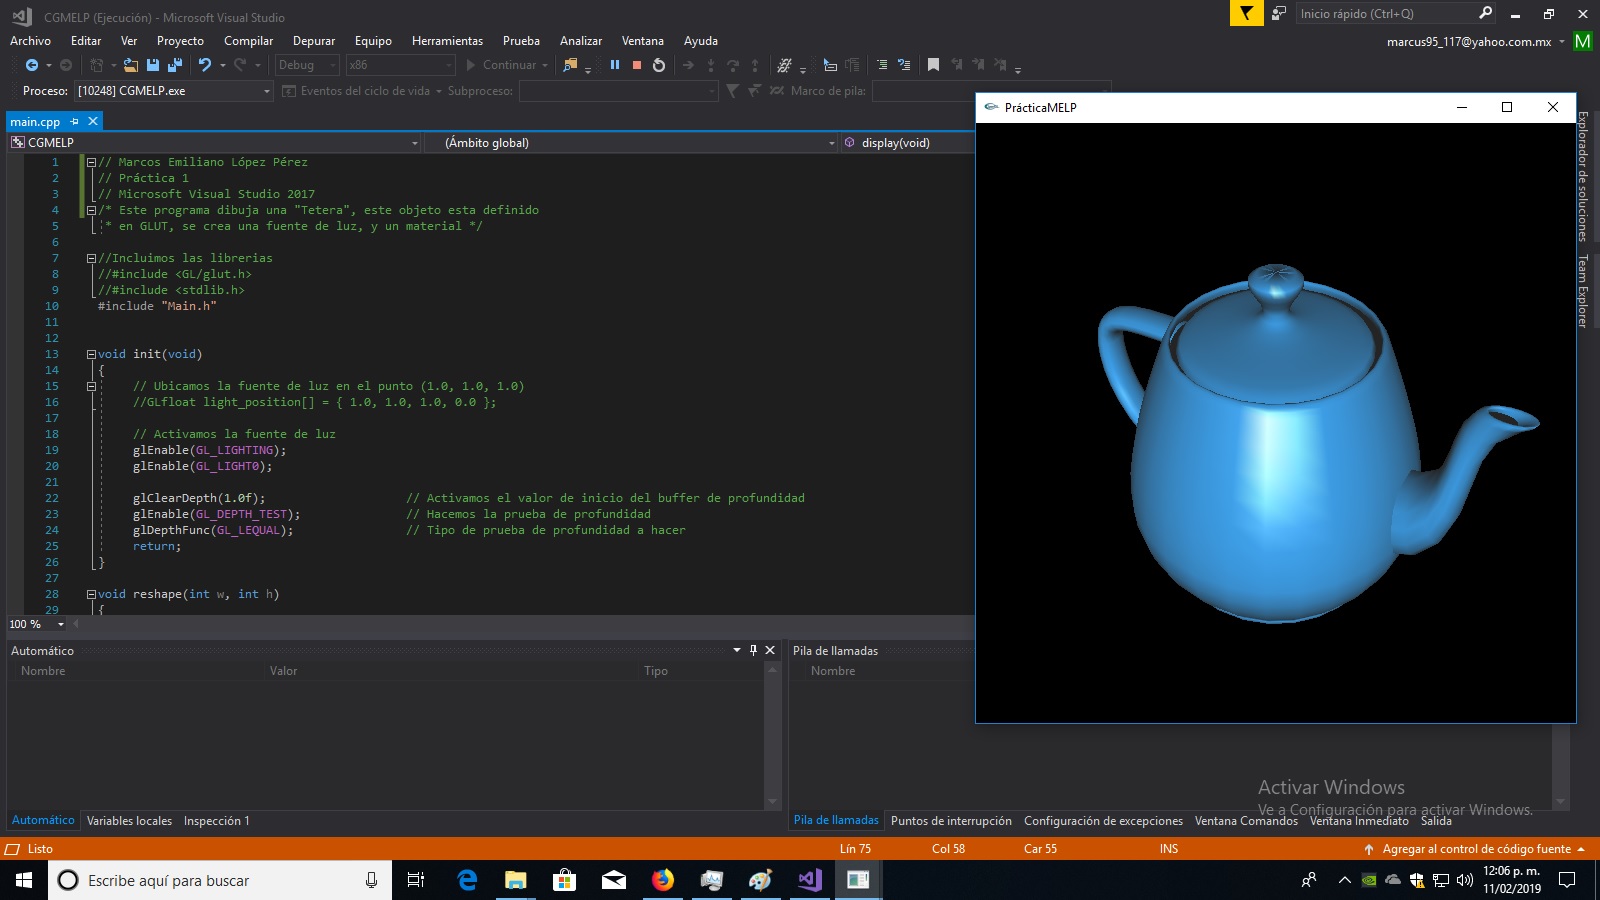 CGMELP (Ejecución) - Microsoft Visual Studio
Inicio rápido (Ctrl+Q)
Archivo Editar Ver Proyecto Compilar Depurar Equipo Herramientas Prueba Analizar Ventana Ayuda
marcus95_117@yahoo.com.mx M
Debug x86 Continuar
Proceso: [10248] CGMELP.exe Eventos del ciclo de vida Subproceso: Marco de pila:
main.cpp
CGMELP (Ámbito global) display(void)
1 // Marcos Emiliano López Pérez
2 // Práctica 1
3 // Microsoft Visual Studio 2017
4 /* Este programa dibuja una "Tetera", este objeto esta definido
5 * en GLUT, se crea una fuente de luz, y un material */
6
7 //Incluimos las librerias
8 //#include <GL/glut.h>
9 //#include <stdlib.h>
10 #include "Main.h"
11
12
13 void init(void)
14 {
15 // Ubicamos la fuente de luz en el punto (1.0, 1.0, 1.0)
16 //GLfloat light_position[] = { 1.0, 1.0, 1.0, 0.0 };
17
18 // Activamos la fuente de luz
19 glEnable(GL_LIGHTING);
20 glEnable(GL_LIGHT0);
21
22 glClearDepth(1.0f); // Activamos el valor de inicio del buffer de profundidad
23 glEnable(GL_DEPTH_TEST); // Hacemos la prueba de profundidad
24 glDepthFunc(GL_LEQUAL); // Tipo de prueba de profundidad a hacer
25 return;
26 }
27
28 void reshape(int w, int h)
29 {
100 %
PrácticaMELP
Explorador de soluciones
Team Explorer
Automático
Nombre Valor Tipo
Pila de llamadas
Nombre
Activar Windows
Ve a Configuración para activar Windows.
Automático Variables locales Inspección 1
Pila de llamadas Puntos de interrupción Configuración de excepciones Ventana Comandos Ventana Inmediato Salida
Listo Lín 75 Col 58 Car 55 INS Agregar al control de código fuente
Escribe aquí para buscar
12:06 p. m.
11/02/2019